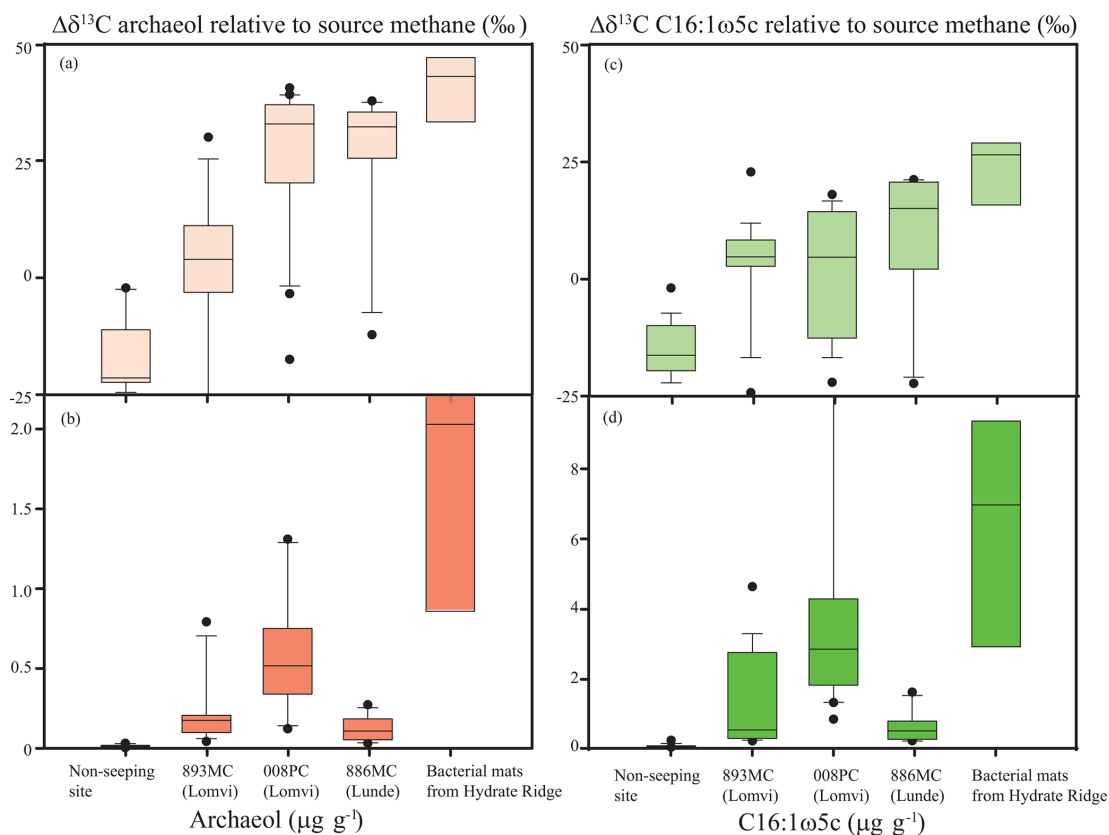 Δδ¹³C archaeol relative to source methane (‰)
Δδ¹³C C16:1ω5c relative to source methane (‰)
(a)
50
25
0
-25
(b)
2.0
1.5
1.0
0.5
0
Non-seeping site
893MC (Lomvi)
008PC (Lomvi)
886MC (Lunde)
Bacterial mats from Hydrate Ridge
Archaeol (μg g⁻¹)
(c)
50
25
0
-25
(d)
8
6
4
2
0
Non-seeping site
893MC (Lomvi)
008PC (Lomvi)
886MC (Lunde)
Bacterial mats from Hydrate Ridge
C16:1ω5c (μg g⁻¹)